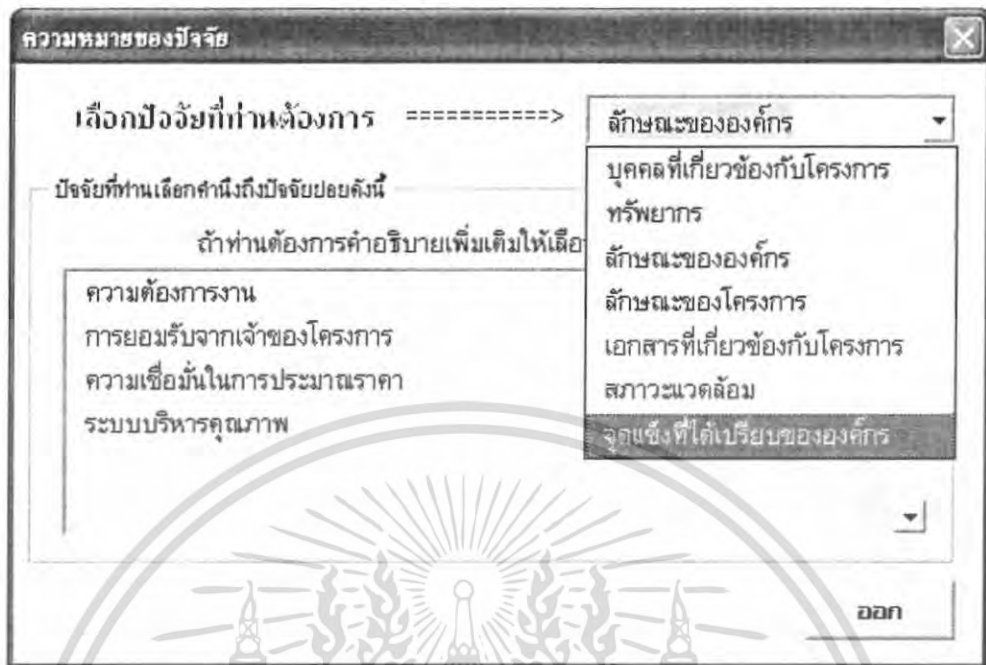 ความหมายของปัจจัย
เลือกปัจจัยที่ท่านต้องการ ===========> ลักษณะขององค์กร
บุคคลที่เกี่ยวข้องกับโครงการ
ทรัพยากร
ลักษณะขององค์กร
ลักษณะของโครงการ
เอกสารที่เกี่ยวข้องกับโครงการ
สภาวะแวดล้อม
จุดแข็งที่ได้เปรียบขององค์กร
ปัจจัยที่ท่านเลือกคำนึงถึงปัจจัยย่อยดังนี้
ถ้าท่านต้องการคำอธิบายเพิ่มเติมให้เลือ
ความต้องการงาน
การยอมรับจากเจ้าของโครงการ
ความเชื่อมั่นในการประมาณราคา
ระบบบริหารคุณภาพ
ออก